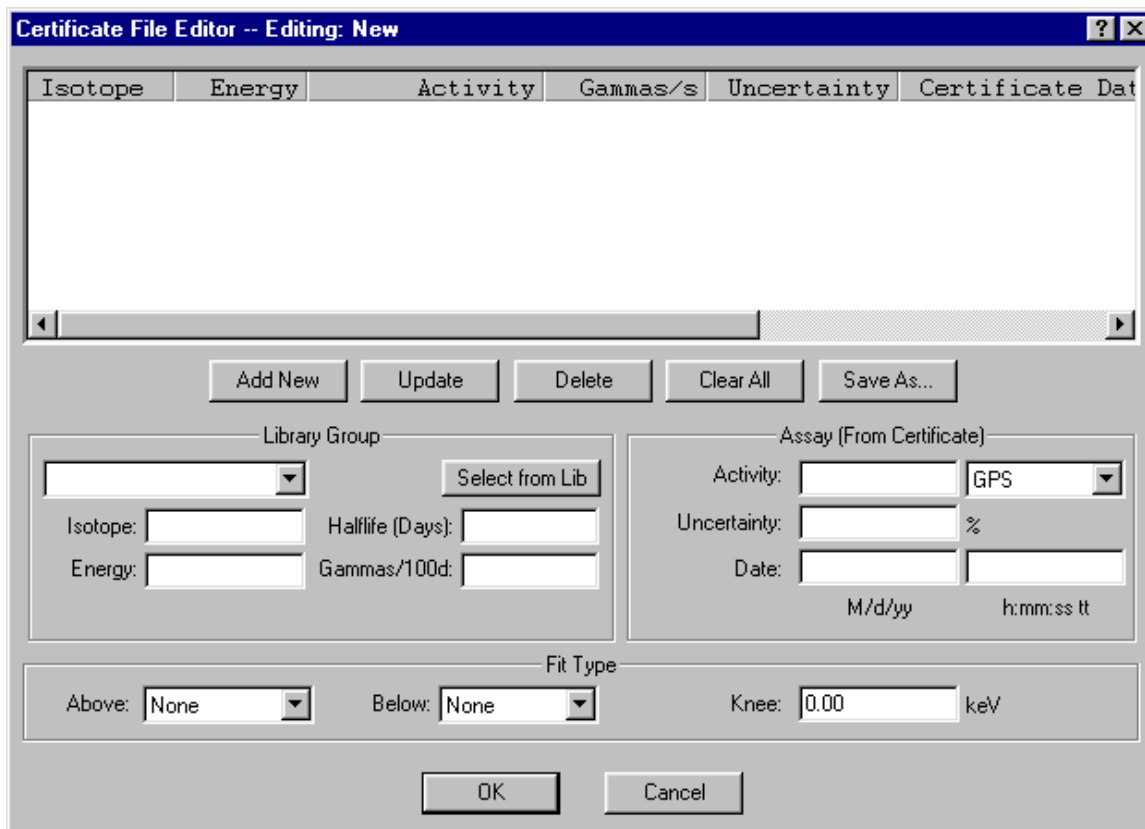 Certificate File Editor -- Editing: New
Isotope Energy Activity Gammas/s Uncertainty Certificate Dat
Add New Update Delete Clear All Save As...
Library Group
Select from Lib
Isotope: Halflife (Days):
Energy: Gammas/100d:
Assay (From Certificate)
Activity: GPS
Uncertainty: %
Date:
M/d/yy h:mm:ss tt
Fit Type
Above: None Below: None Knee: 0.00 keV
OK Cancel